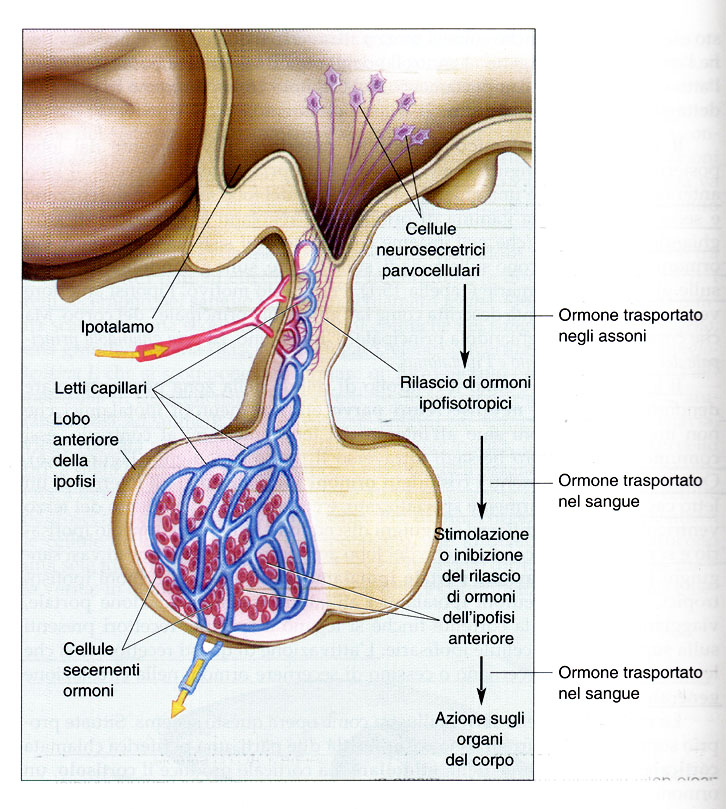 Cellule
neurosecretrici
parvocellulari
Ipotalamo
Ormone trasportato
negli assoni
Letti capillari
Rilascio di ormoni
ipofisotropici
Lobo
anteriore
della
ipofisi
Ormone trasportato
nel sangue
Stimolazione
o inibizione
del rilascio
di ormoni
dell'ipofisi
anteriore
Cellule
secernenti
ormoni
Ormone trasportato
nel sangue
Azione sugli
organi
del corpo